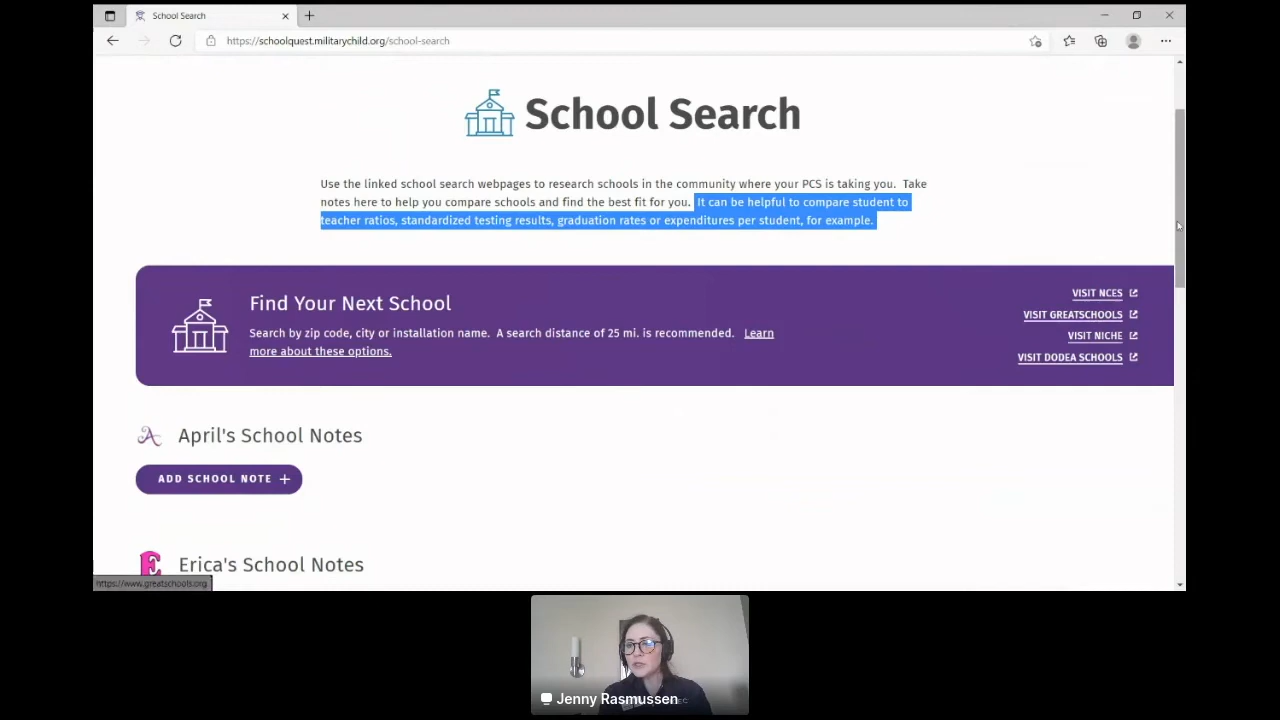 School Search
https://schoolquest.militarychild.org/school-search
School Search
Use the linked school search webpages to research schools in the community where your PCS is taking you. Take
notes here to help you compare schools and find the best fit for you. It can be helpful to compare student to
teacher ratios, standardized testing results, graduation rates or expenditures per student, for example.
Find Your Next School
Search by zip code, city or installation name. A search distance of 25 mi. is recommended. Learn
more about these options.
VISIT NCES
VISIT GREATSCHOOLS
VISIT NICHE
VISIT DODEA SCHOOLS
A April's School Notes
ADD SCHOOL NOTE +
E Erica's School Notes
https://www.greatschools.org
Jenny Rasmussen